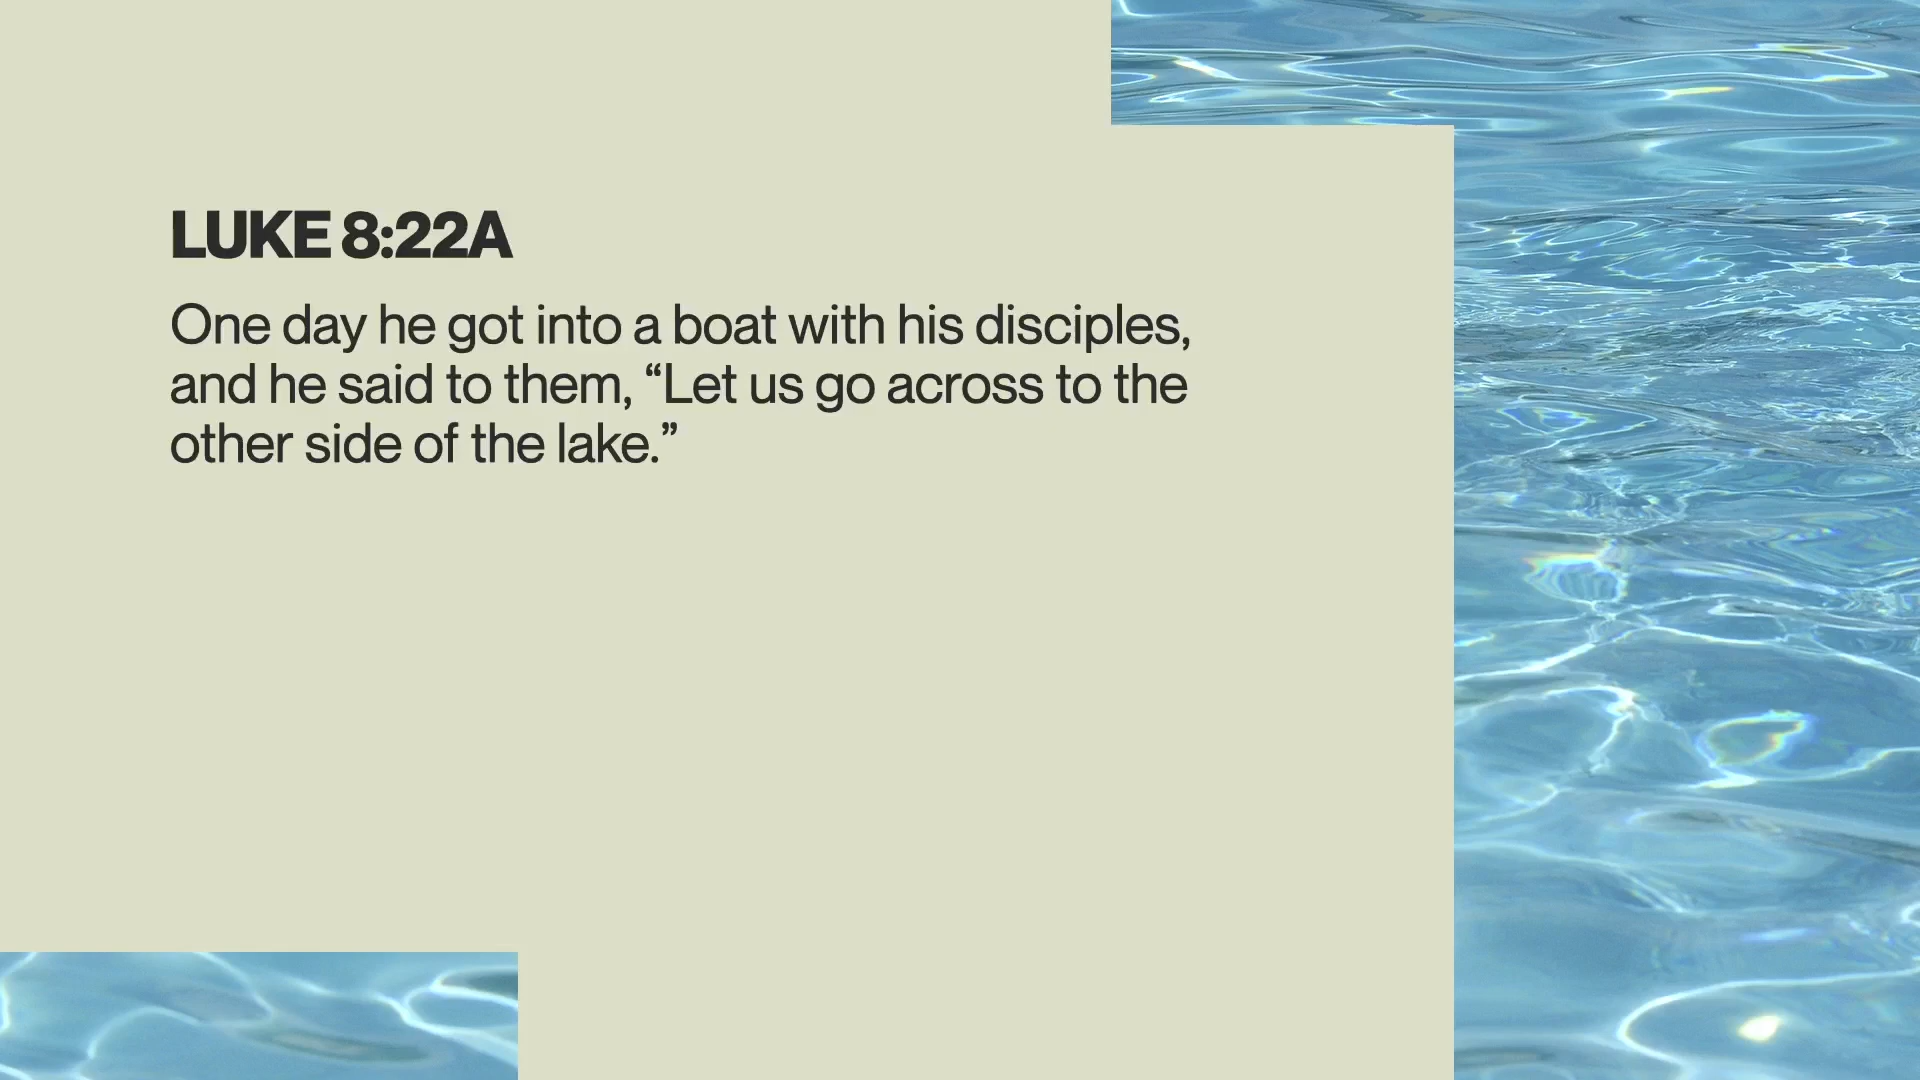 LUKE 8:22A
One day he got into a boat with his disciples,
and he said to them, “Let us go across to the
other side of the lake.”